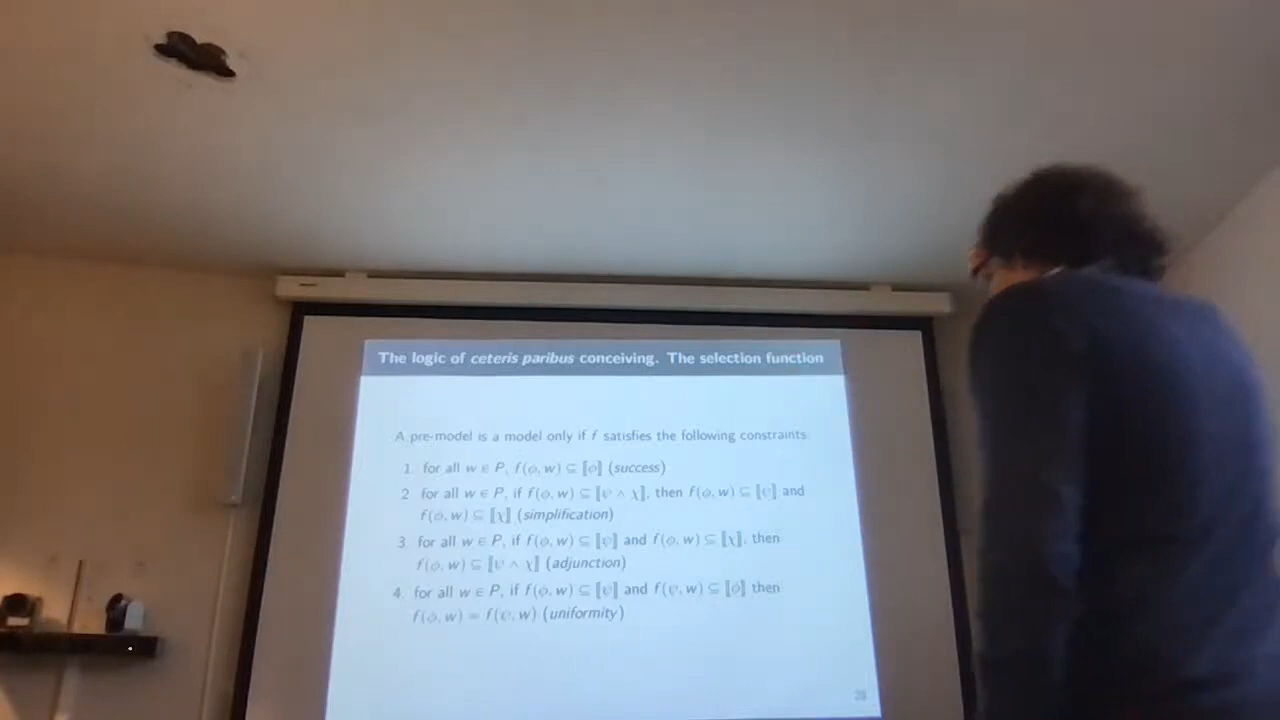 The logic of ceteris paribus conceiving. The selection function
A pre-model is a model only if f satisfies the following constraints
1. for all w ∈ P, f(φ, w) ⊆ ⟦φ⟧ (success)
2. for all w ∈ P, if f(φ, w) ⊆ ⟦ψ ∧ χ⟧, then f(φ, w) ⊆ ⟦ψ⟧ and
f(φ, w) ⊆ ⟦χ⟧ (simplification)
3. for all w ∈ P, if f(φ, w) ⊆ ⟦ψ⟧ and f(φ, w) ⊆ ⟦χ⟧, then
f(φ, w) ⊆ ⟦ψ ∧ χ⟧ (adjunction)
4. for all w ∈ P, if f(φ, w) ⊆ ⟦ψ⟧ and f(ψ, w) ⊆ ⟦φ⟧ then
f(φ, w) = f(ψ, w) (uniformity)